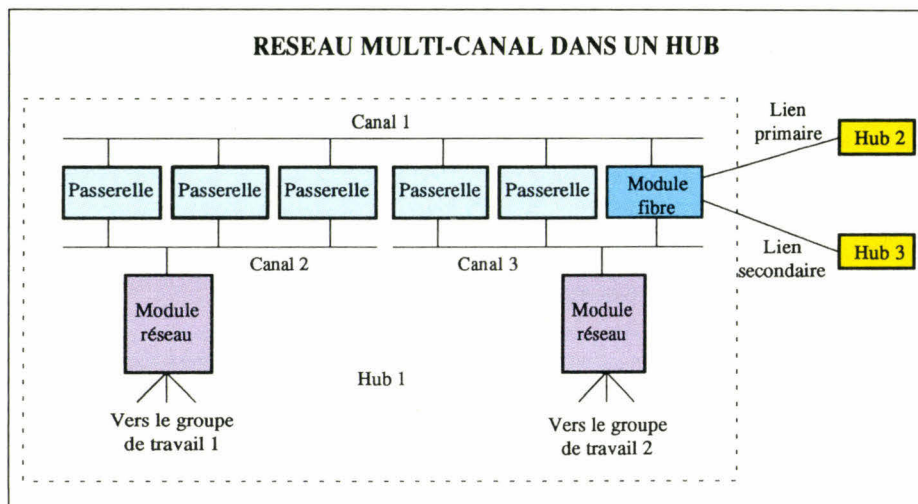 RESEAU MULTI-CANAL DANS UN HUB
Canal 1
Lien
primaire
Hub 2
Passerelle
Passerelle
Passerelle
Passerelle
Passerelle
Module
fibre
Canal 2
Canal 3
Lien
secondaire
Hub 3
Module
réseau
Module
réseau
Hub 1
Vers le groupe
de travail 1
Vers le groupe
de travail 2